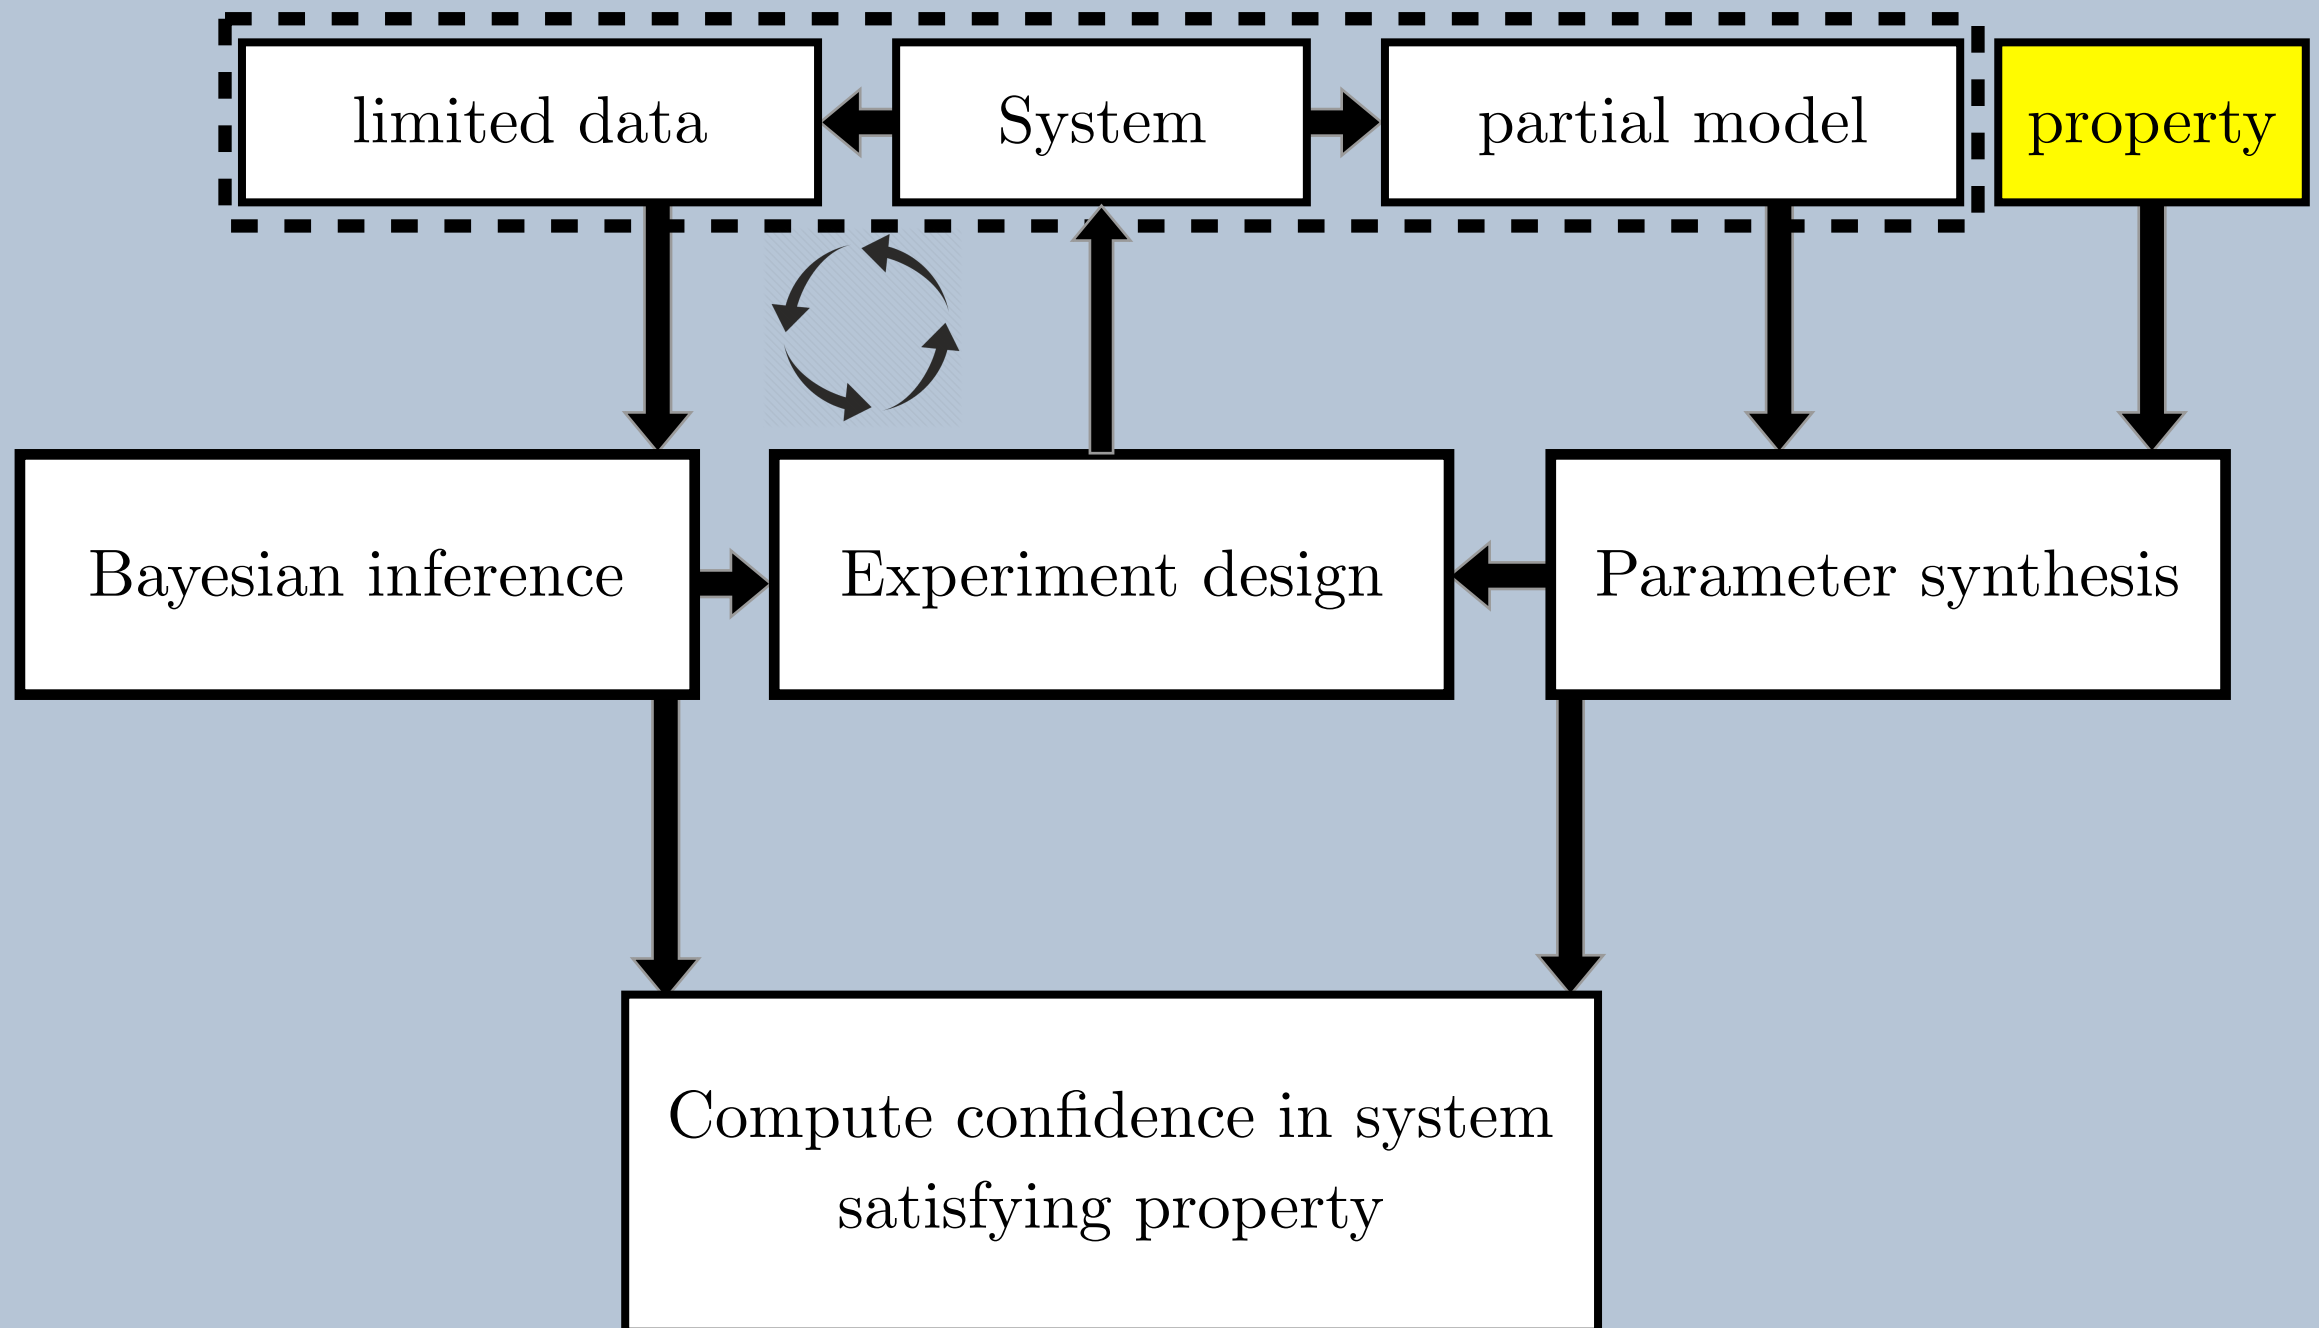 limited data
System
partial model
property
Bayesian inference
Experiment design
Parameter synthesis
Compute confidence in system
satisfying property